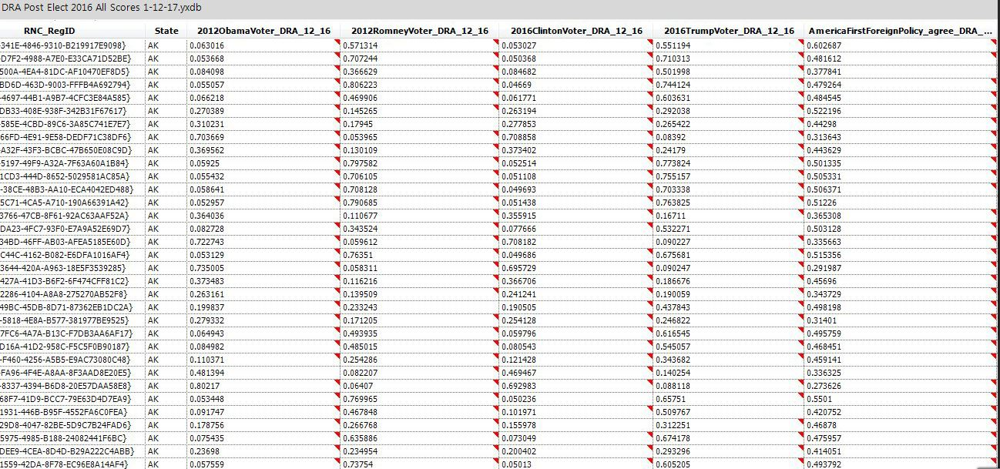 DRA Post Elect 2016 All Scores 1-12-17.yxdb
RNC_RegID State 2012ObamaVoter_DRA_12_16 2012RomneyVoter_DRA_12_16 2016ClintonVoter_DRA_12_16 2016TrumpVoter_DRA_12_16 AmericaFirstForeignPolicy_agree_DRA_...
-341E-4846-9310-B219917E9098} AK 0.063016 0.571314 0.053027 0.551194 0.602687
-D7F2-4988-A7E0-E33CA71D52BE} AK 0.053668 0.707244 0.050368 0.710313 0.481612
500A-4EA4-81DC-AF10470EF8D5} AK 0.084098 0.366629 0.084682 0.501998 0.377841
BD6D-463D-9003-FFFB4A692794} AK 0.055057 0.806223 0.04669 0.744124 0.479264
-4697-44B1-A9B7-4CFC3E84A585} AK 0.066218 0.469906 0.061771 0.603631 0.484545
DB33-408E-938F-342B31F67617} AK 0.270389 0.145265 0.263194 0.292038 0.522196
-585E-4CBD-89C6-3A85C741E7E7} AK 0.310231 0.17945 0.277853 0.265422 0.44298
66FD-4E91-9E58-DEDF71C38DF6} AK 0.703669 0.053965 0.708858 0.08392 0.313643
-A32F-43F3-BCBC-47B650E08C9D} AK 0.369562 0.130109 0.373402 0.24179 0.443629
-5197-49F9-A32A-7F63A60A1B84} AK 0.05925 0.797582 0.052514 0.773824 0.501335
1CD3-444D-8652-5029581AC85A} AK 0.055432 0.706105 0.051108 0.755157 0.505331
-38CE-48B3-AA10-ECA4042ED488} AK 0.058641 0.708128 0.049693 0.703338 0.506371
5C71-4CA5-A710-190A66391A42} AK 0.052957 0.790685 0.051438 0.763825 0.51226
3766-47CB-8F61-92AC63AAF52A} AK 0.364036 0.110677 0.355915 0.16711 0.365308
DA23-4FC7-93F0-E7A9A52E69D7} AK 0.082728 0.343524 0.077666 0.532271 0.503128
34BD-46FF-AB03-AFEA5185E60D} AK 0.722743 0.059612 0.708182 0.090227 0.335663
C44C-4162-B082-E6DFA1016AF4} AK 0.053129 0.76351 0.049686 0.675681 0.515356
3644-420A-A963-18E5F3539285} AK 0.735005 0.058311 0.695729 0.090247 0.291987
427A-41D3-B6F2-6F474CFF81C2} AK 0.373483 0.116216 0.366706 0.186676 0.45696
2286-4104-A8A8-275270AB52F8} AK 0.263161 0.139509 0.241241 0.190059 0.343729
49BC-45DB-8D71-87362EB1DC2A} AK 0.199837 0.233243 0.190505 0.437843 0.498198
-5818-4E8A-B577-381977BE9525} AK 0.279332 0.171205 0.254128 0.246822 0.31401
7FC6-4A7A-B13C-F7DB3AA6AF17} AK 0.064943 0.493935 0.059796 0.616545 0.495759
D16A-41D2-958C-F5C5F0B90187} AK 0.084982 0.485015 0.080543 0.545057 0.468451
-F460-4256-A5B5-E9AC73080C48} AK 0.110371 0.254286 0.121428 0.343682 0.459141
-FA96-4F4E-A8AA-8F3AAD8E20E5} AK 0.481394 0.082207 0.469467 0.140254 0.336325
-8337-4394-B6D8-20E57DAA58E8} AK 0.80217 0.06407 0.692983 0.088118 0.273626
68F7-41D9-BCC7-79E63D4D7EA9} AK 0.053448 0.769965 0.050236 0.65751 0.5501
1931-446B-B95F-4552FA6C0FEA} AK 0.091747 0.467848 0.101971 0.509767 0.420752
29D8-4047-82BE-5D9C7B24FAD6} AK 0.178756 0.266768 0.155978 0.312251 0.46878
5975-4985-B188-24082441F6BC} AK 0.075435 0.635886 0.073049 0.674178 0.475957
DEE9-4CEA-8D4D-B29A222C4ABB} AK 0.23698 0.234954 0.200402 0.293296 0.414051
1559-42DA-8F78-EC96E8A14AF4} AK 0.057559 0.73754 0.05013 0.605205 0.493792